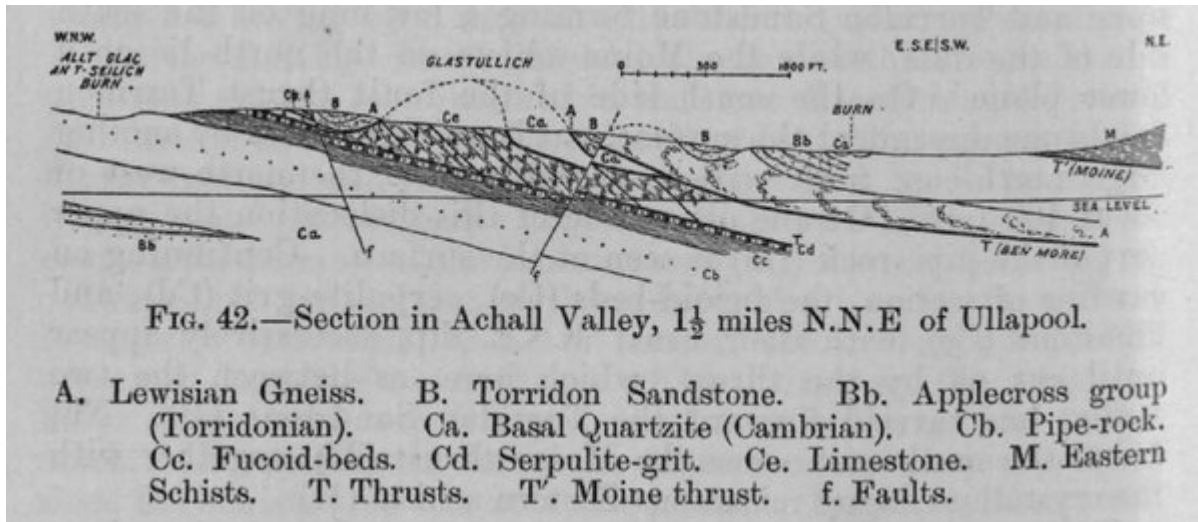 W.N.W.
E.S.E. S.W.
N.E.
ALLT GLAC
AN T-SEILICH
BURN
GLASTULLICH
0 500 1000 FT.
BURN
B A Ce Ca A B B Bb Ca M
T' (MOINE)
SEA LEVEL
A
T (BEN MORE)
Ca
Bb Ca f f Cb Cc Cd T
FIG. 42.—Section in Achall Valley, 1½ miles N.N.E of Ullapool.
A. Lewisian Gneiss. B. Torridon Sandstone. Bb. Applecross group
(Torridonian). Ca. Basal Quartzite (Cambrian). Cb. Pipe-rock.
Cc. Fucoid-beds. Cd. Serpulite-grit. Ce. Limestone. M. Eastern
Schists. T. Thrusts. T' Moine thrust. f. Faults.